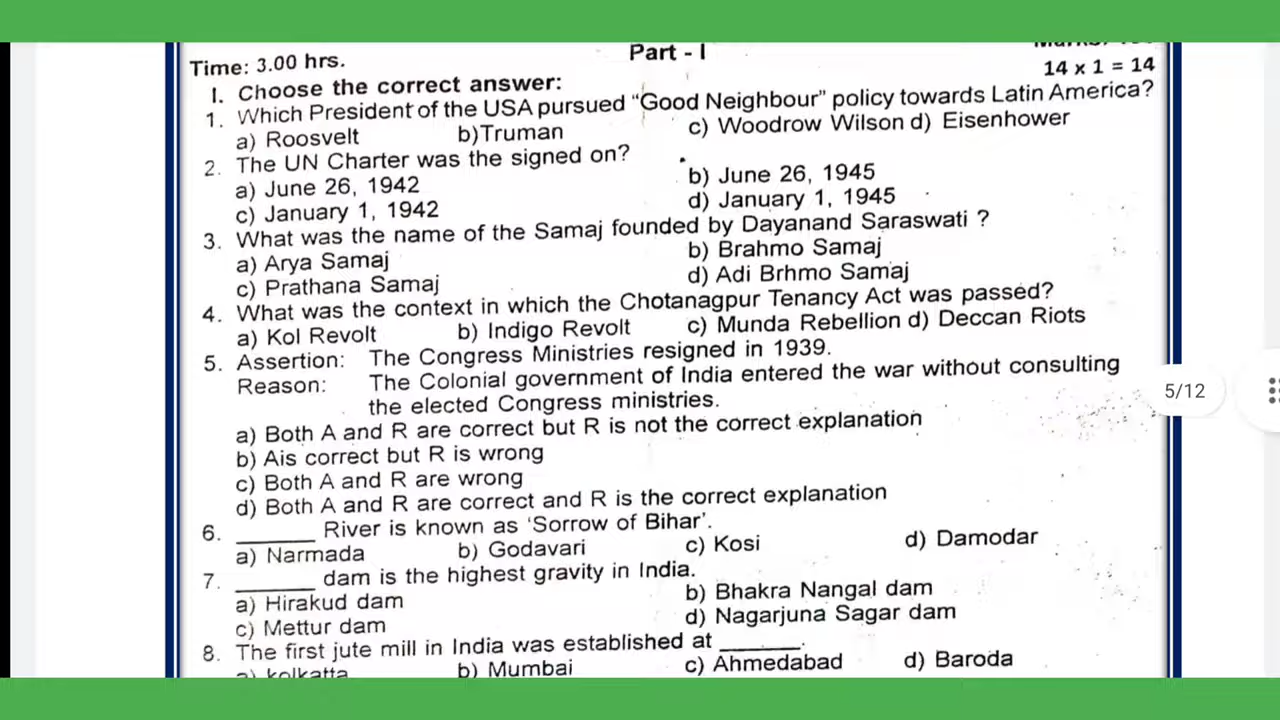 Part - I
Time: 3.00 hrs.
14 x 1 = 14
I. Choose the correct answer:
1. Which President of the USA pursued “Good Neighbour” policy towards Latin America?
a) Roosvelt b)Truman c) Woodrow Wilson d) Eisenhower
2. The UN Charter was the signed on?
a) June 26, 1942 b) June 26, 1945
c) January 1, 1942 d) January 1, 1945
3. What was the name of the Samaj founded by Dayanand Saraswati ?
a) Arya Samaj b) Brahmo Samaj
c) Prathana Samaj d) Adi Brhmo Samaj
4. What was the context in which the Chotanagpur Tenancy Act was passed?
a) Kol Revolt b) Indigo Revolt c) Munda Rebellion d) Deccan Riots
5. Assertion: The Congress Ministries resigned in 1939.
Reason: The Colonial government of India entered the war without consulting
the elected Congress ministries.
a) Both A and R are correct but R is not the correct explanation
b) Ais correct but R is wrong
c) Both A and R are wrong
d) Both A and R are correct and R is the correct explanation
6. ______ River is known as ‘Sorrow of Bihar’.
a) Narmada b) Godavari c) Kosi d) Damodar
7. ______ dam is the highest gravity in India.
a) Hirakud dam b) Bhakra Nangal dam
c) Mettur dam d) Nagarjuna Sagar dam
8. The first jute mill in India was established at ______.
a) kolkatta b) Mumbai c) Ahmedabad d) Baroda
5/12